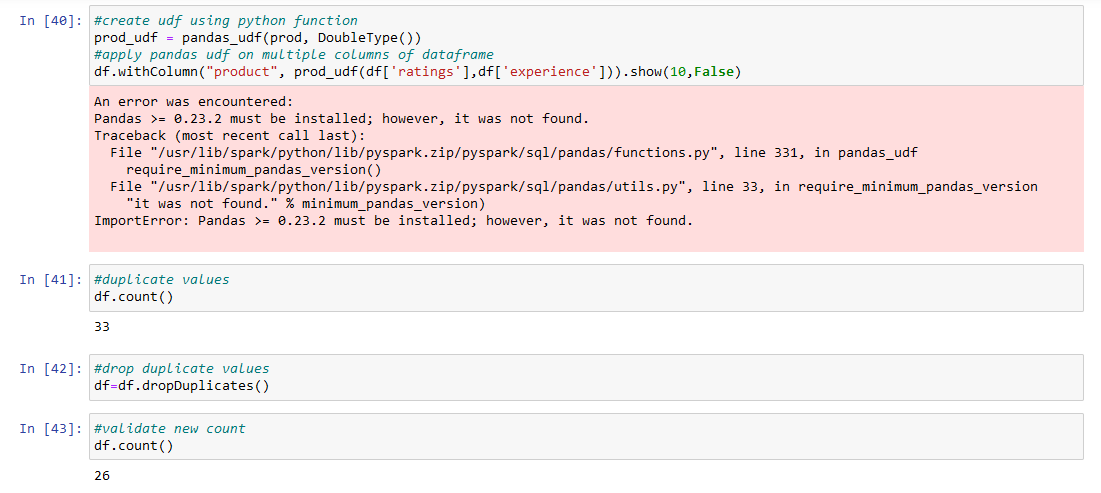 In [40]: #create udf using python function
prod_udf = pandas_udf(prod, DoubleType())
#apply pandas udf on multiple columns of dataframe
df.withColumn("product", prod_udf(df['ratings'],df['experience'])).show(10,False)
An error was encountered:
Pandas >= 0.23.2 must be installed; however, it was not found.
Traceback (most recent call last):
  File "/usr/lib/spark/python/lib/pyspark.zip/pyspark/sql/pandas/functions.py", line 331, in pandas_udf
    require_minimum_pandas_version()
  File "/usr/lib/spark/python/lib/pyspark.zip/pyspark/sql/pandas/utils.py", line 33, in require_minimum_pandas_version
    "it was not found." % minimum_pandas_version)
ImportError: Pandas >= 0.23.2 must be installed; however, it was not found.
In [41]: #duplicate values
df.count()
33
In [42]: #drop duplicate values
df=df.dropDuplicates()
In [43]: #validate new count
df.count()
26